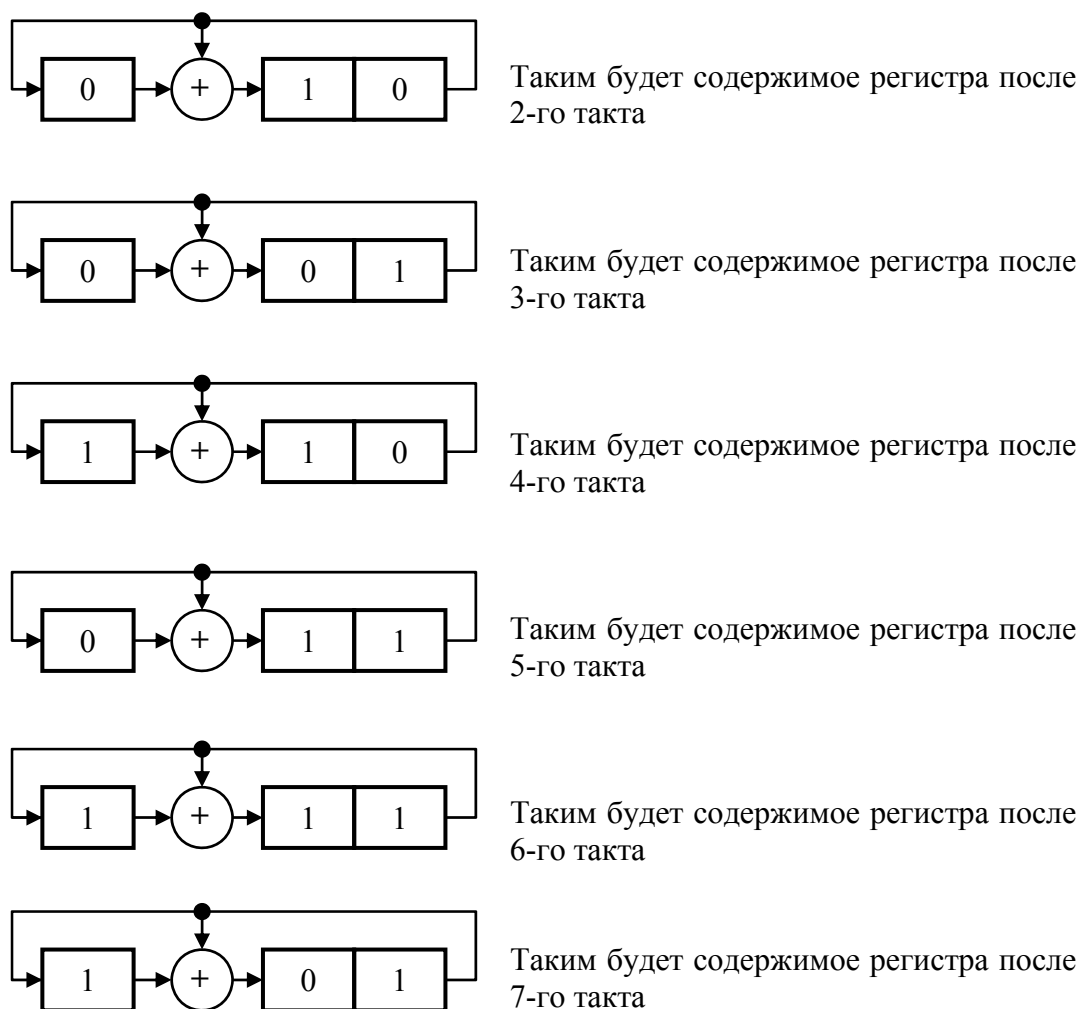 0 + 1 0
Таким будет содержимое регистра после
2-го такта
0 + 0 1
Таким будет содержимое регистра после
3-го такта
1 + 1 0
Таким будет содержимое регистра после
4-го такта
0 + 1 1
Таким будет содержимое регистра после
5-го такта
1 + 1 1
Таким будет содержимое регистра после
6-го такта
1 + 0 1
Таким будет содержимое регистра после
7-го такта